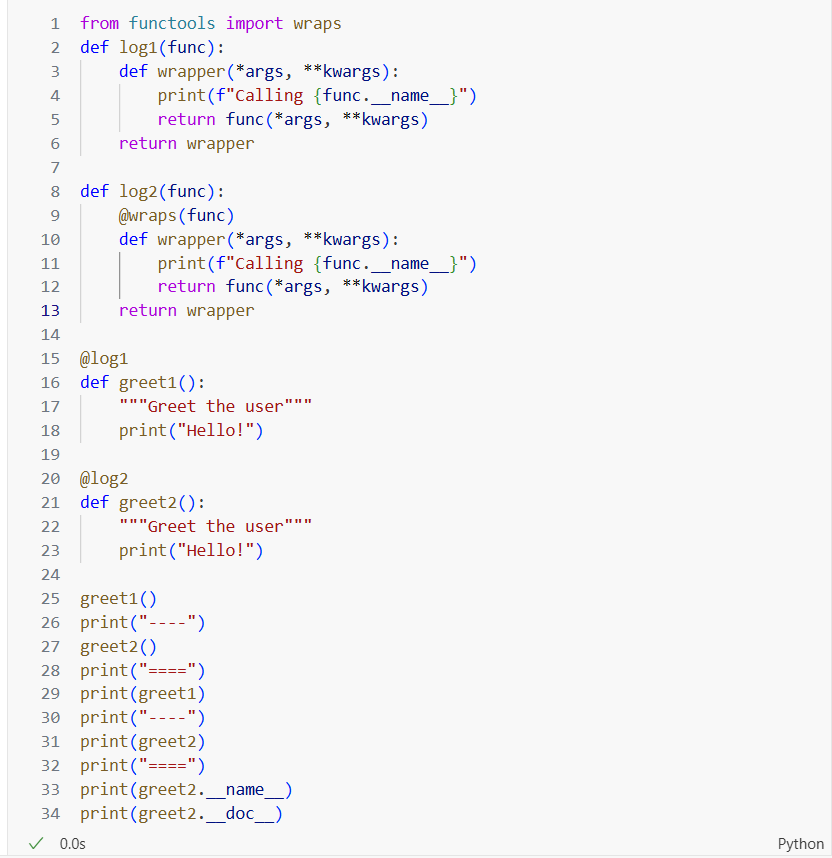 1 from functools import wraps
2 def log1(func):
3     def wrapper(*args, **kwargs):
4         print(f"Calling {func.__name__}")
5         return func(*args, **kwargs)
6     return wrapper
7
8 def log2(func):
9     @wraps(func)
10     def wrapper(*args, **kwargs):
11         print(f"Calling {func.__name__}")
12         return func(*args, **kwargs)
13     return wrapper
14
15 @log1
16 def greet1():
17     """Greet the user"""
18     print("Hello!")
19
20 @log2
21 def greet2():
22     """Greet the user"""
23     print("Hello!")
24
25 greet1()
26 print("----")
27 greet2()
28 print("====")
29 print(greet1)
30 print("----")
31 print(greet2)
32 print("====")
33 print(greet2.__name__)
34 print(greet2.__doc__)
0.0s Python